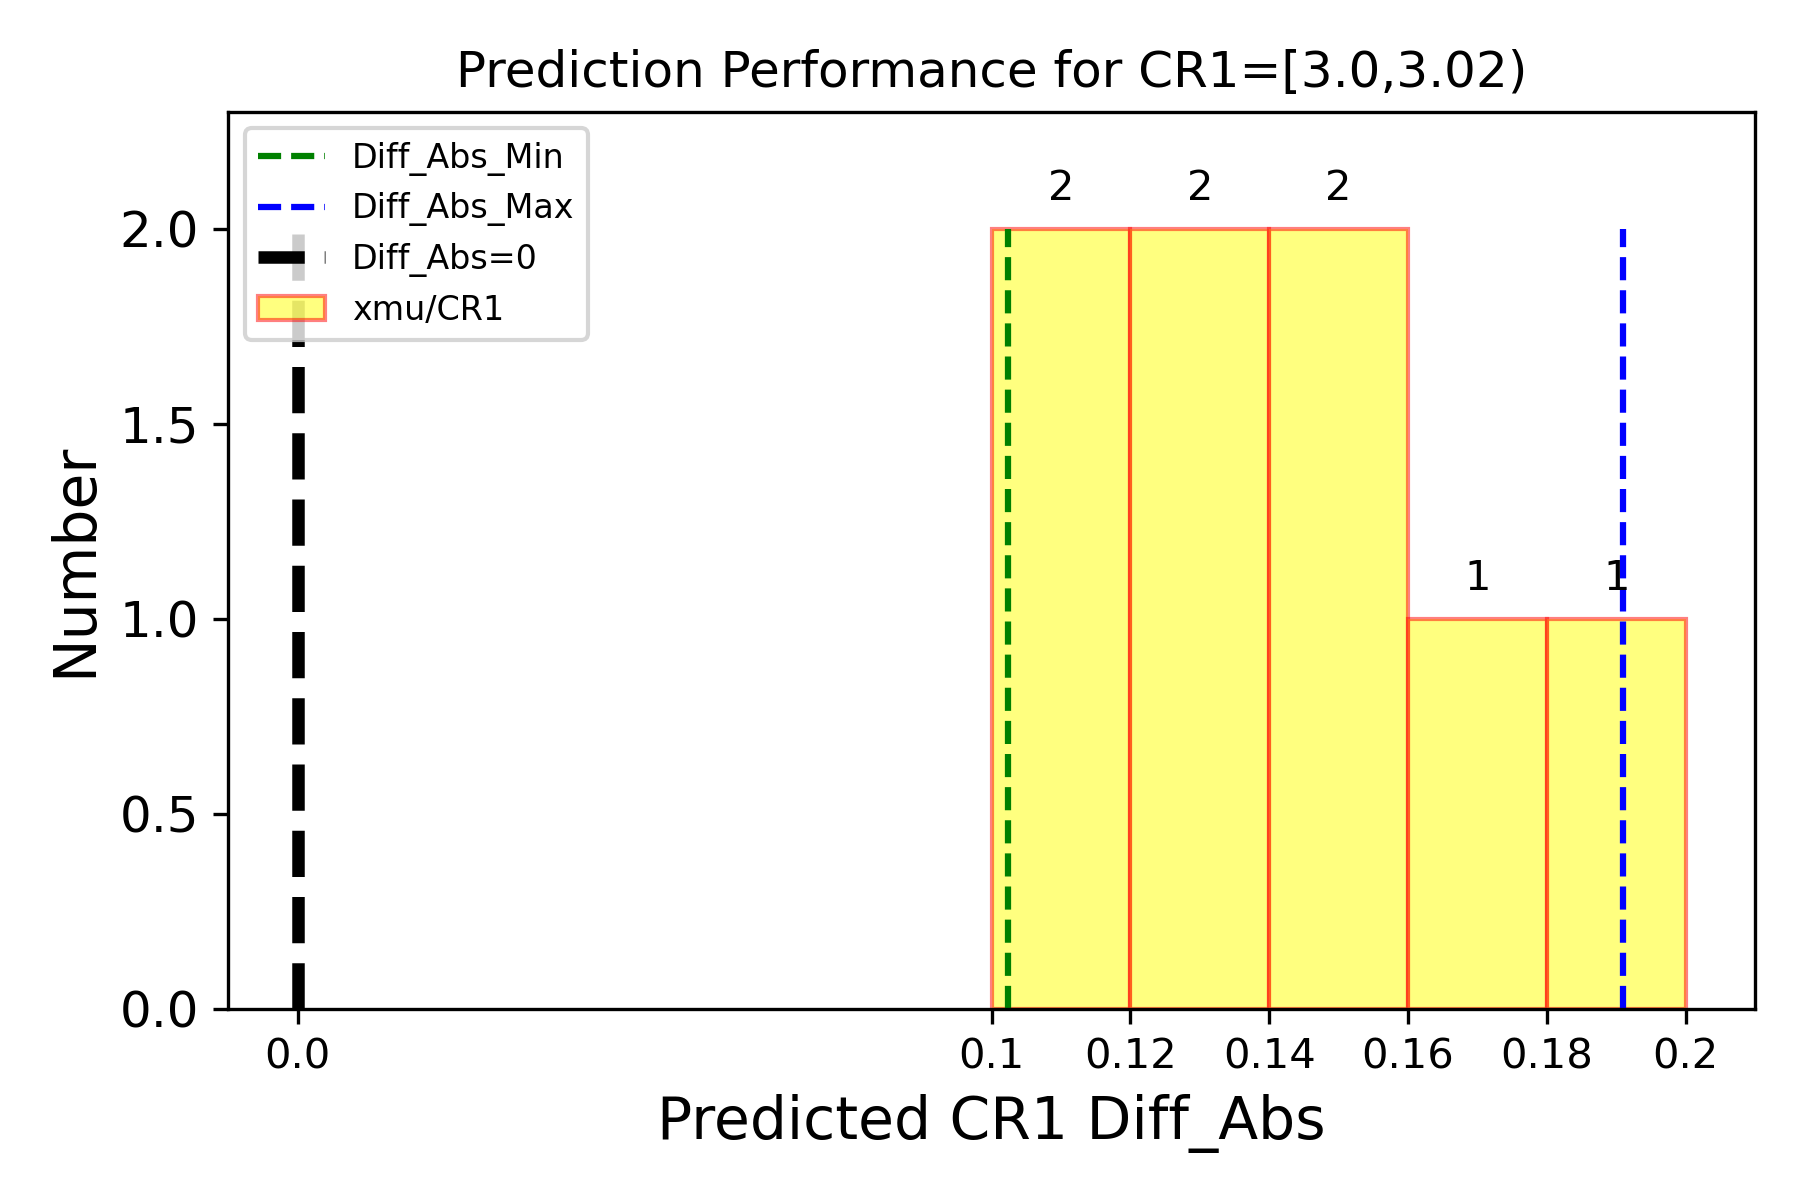 Prediction Performance for CR1=[3.0,3.02)
Diff_Abs_Min
Diff_Abs_Max
Diff_Abs=0
xmu/CR1
2 2 2
1 1
2.0
1.5
1.0
0.5
0.0
Number
0.0 0.1 0.12 0.14 0.16 0.18 0.2
Predicted CR1 Diff_Abs